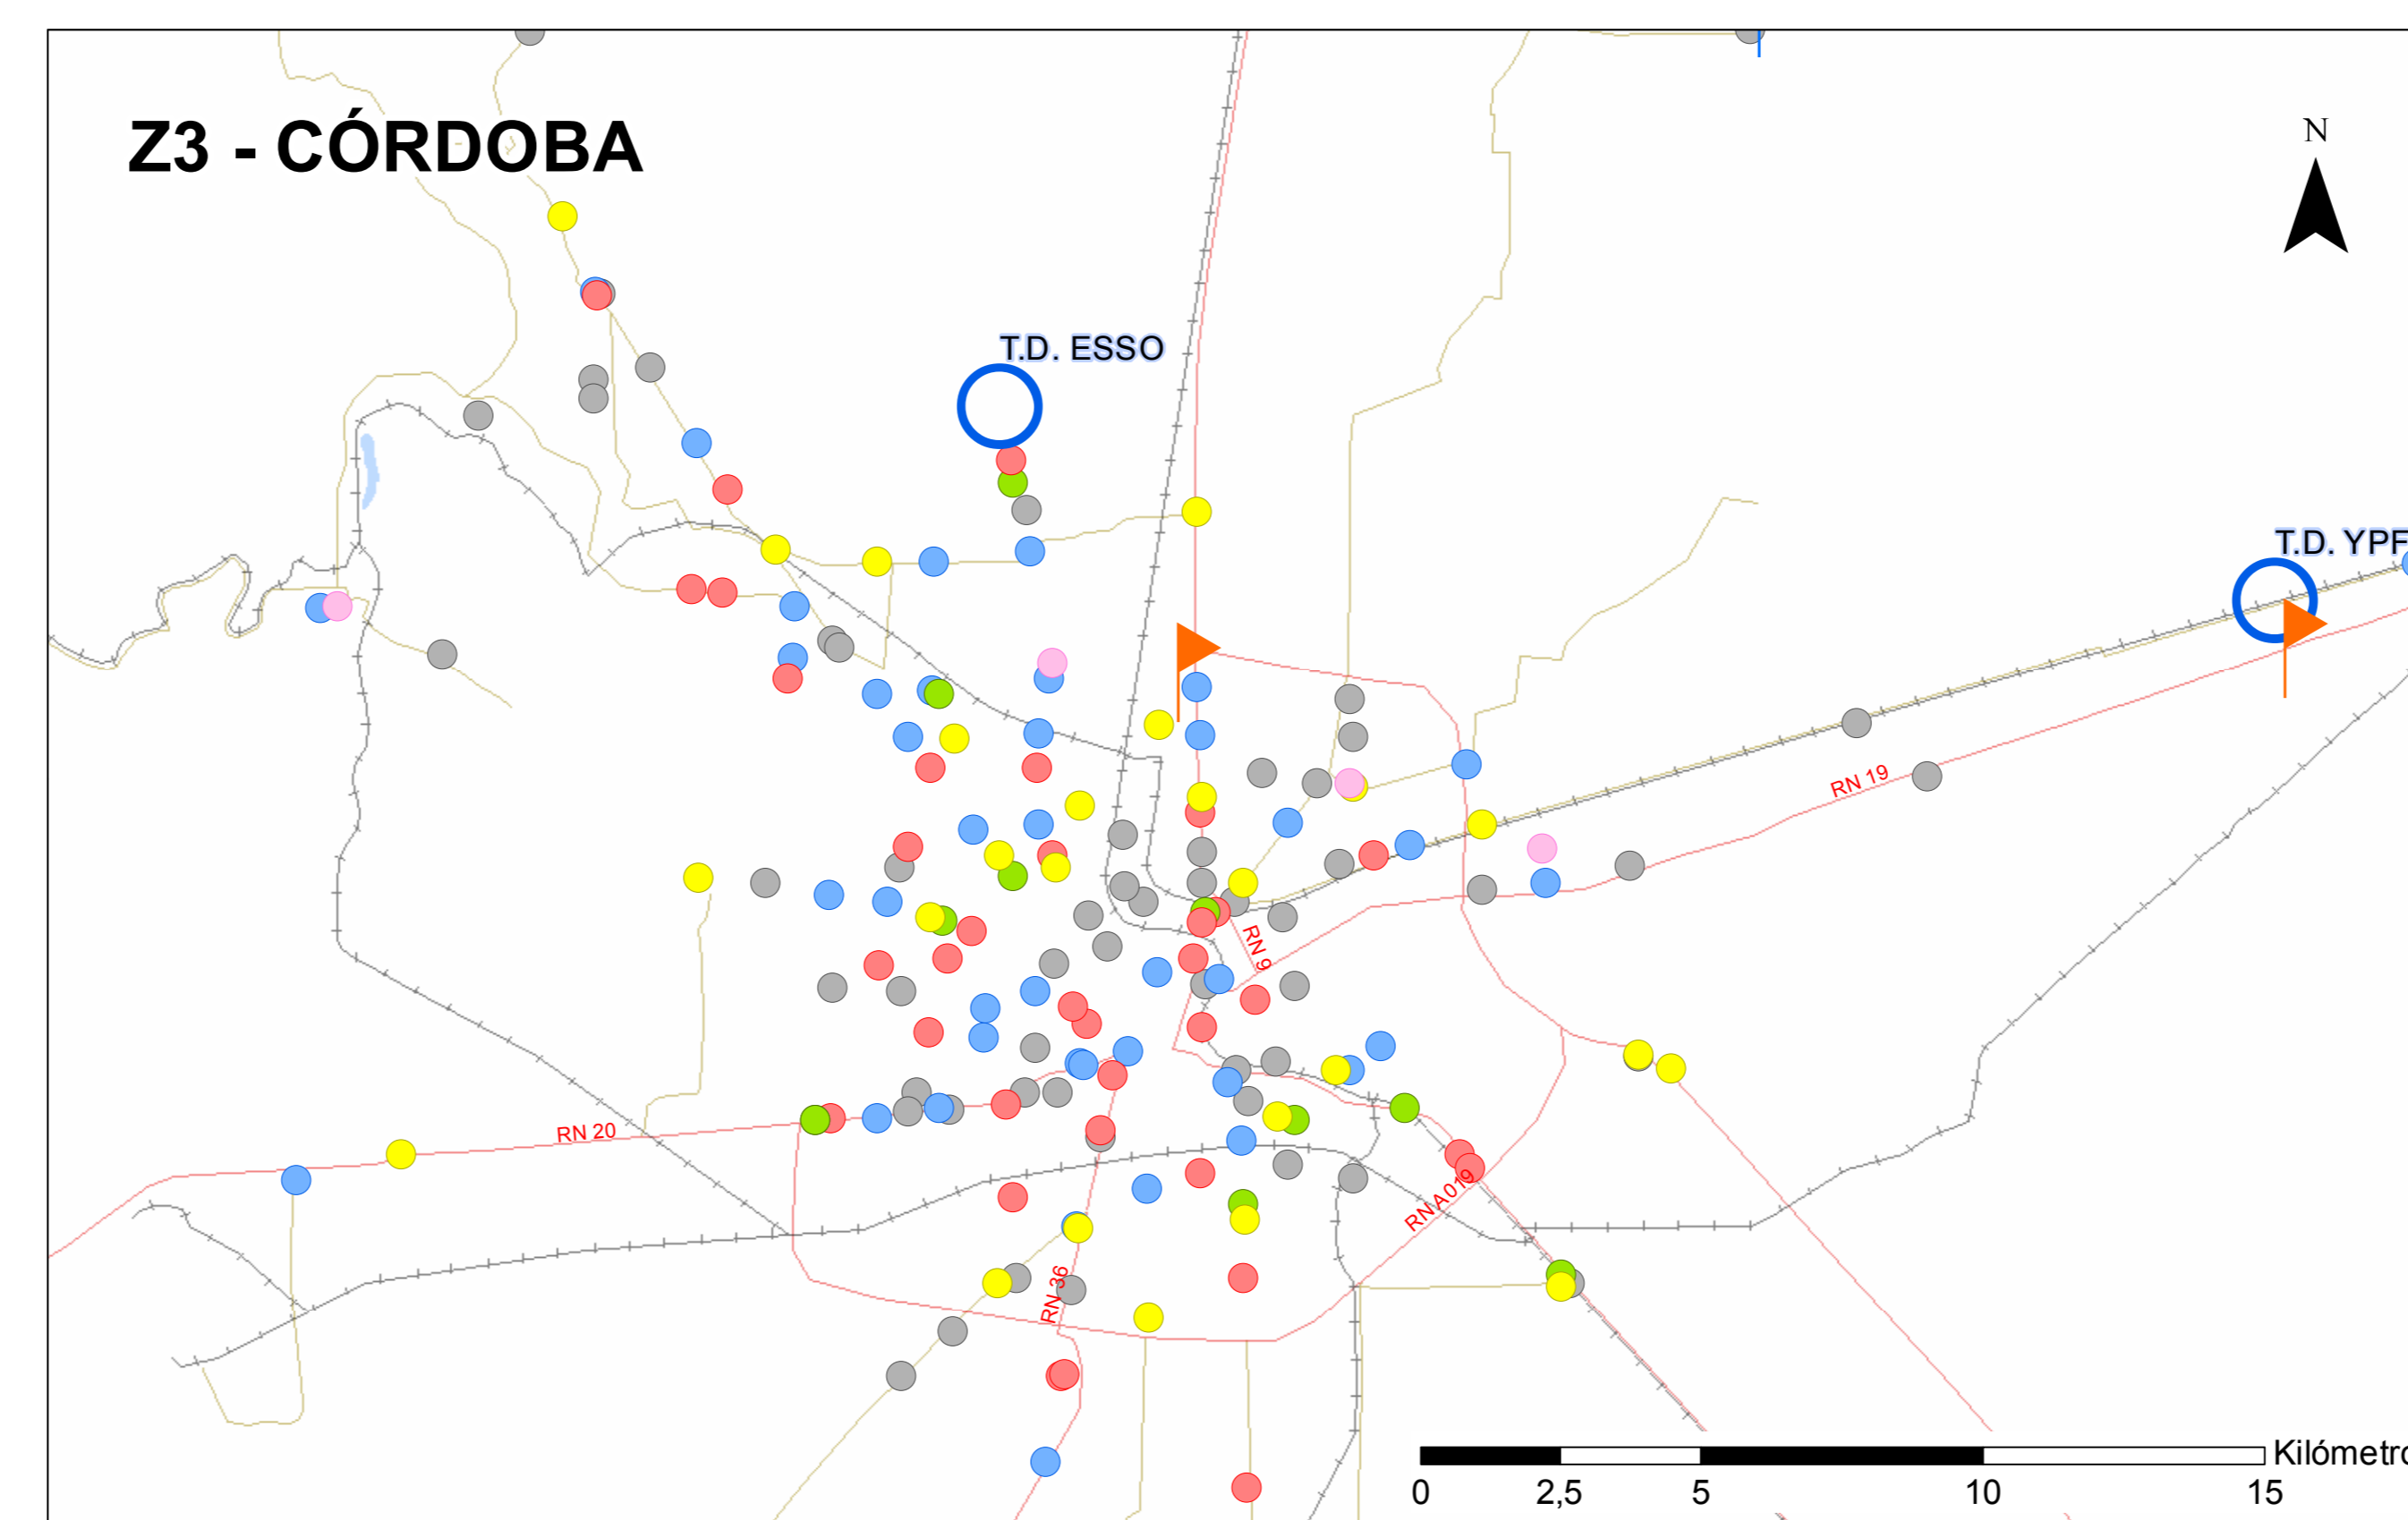 Z3 - CÓRDOBA
N
T.D. ESSO
T.D. YPF
RN 19
RN 9
RN 20
RNA019
RN 36
Kilómetro
0 2,5 5 10 15